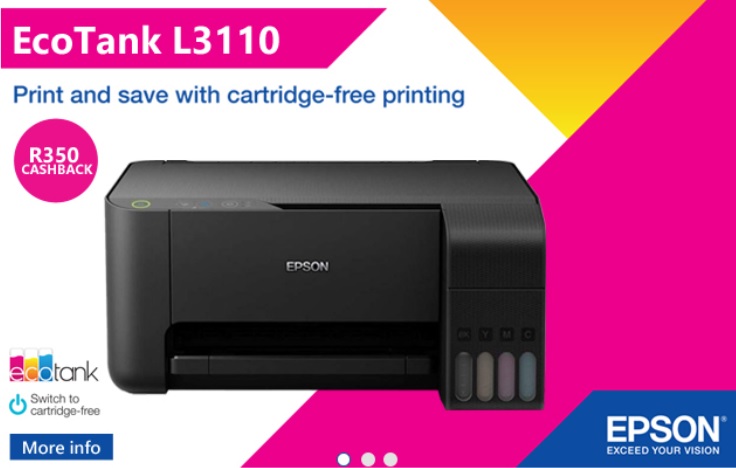 EcoTank L3110
Print and save with cartridge-free printing
R350
CASHBACK
EPSON
BK Y M C
ecotank
Switch to
cartridge-free
More info
EPSON®
EXCEED YOUR VISION